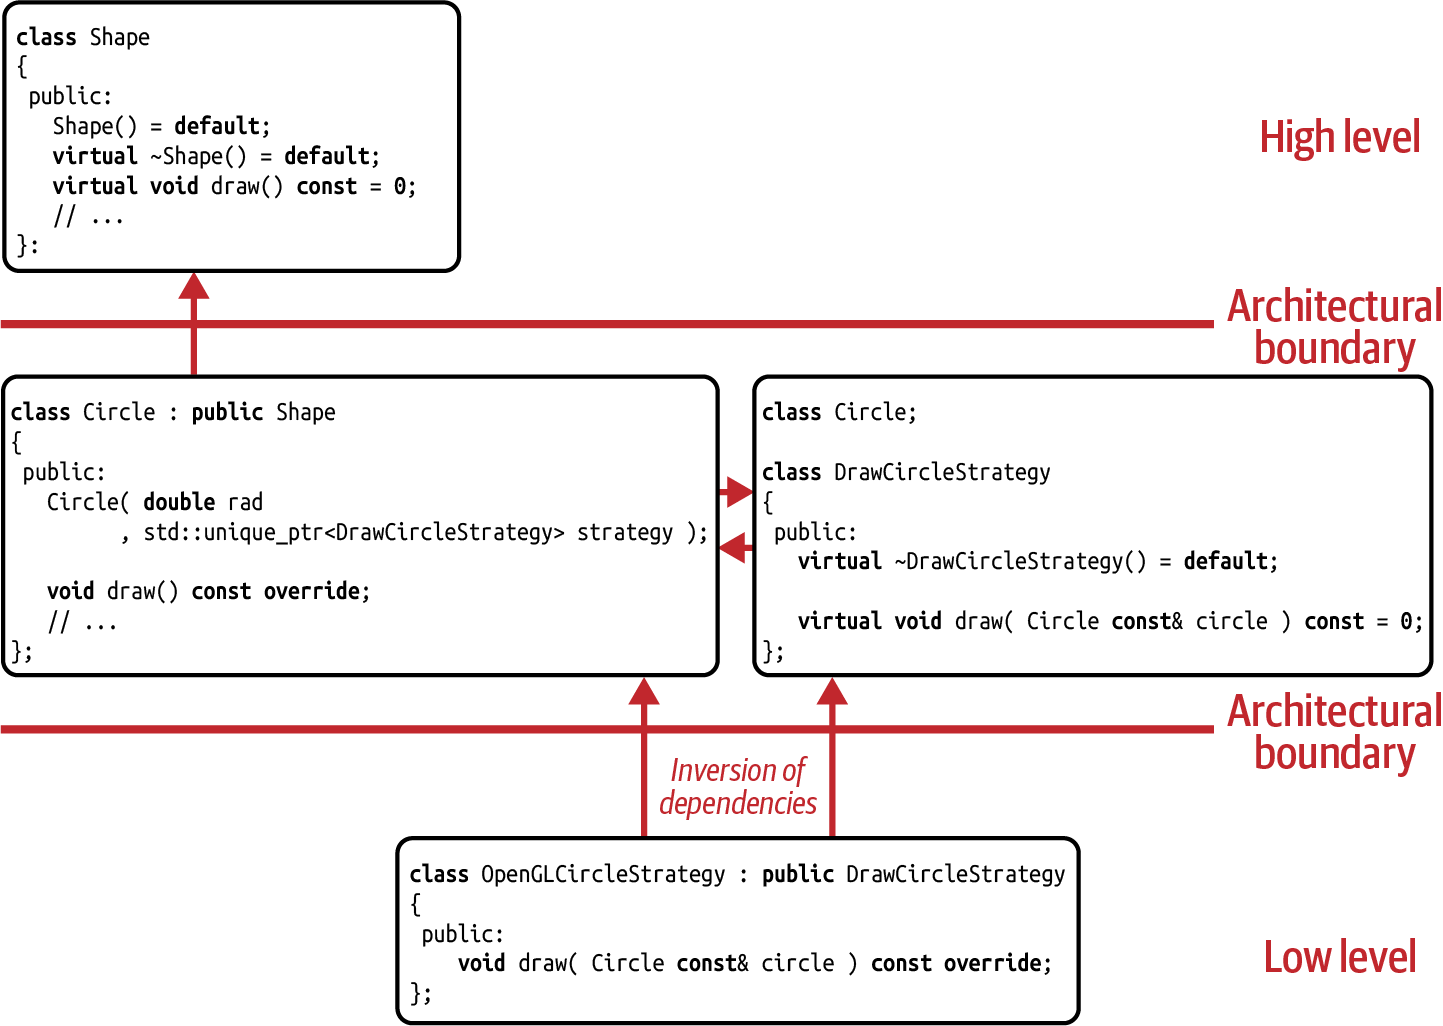 class Shape
{
public:
Shape() = default;
virtual ~Shape() = default;
virtual void draw() const = 0;
// ...
}:
High level
Architectural
boundary
class Circle : public Shape
{
public:
Circle( double rad
, std::unique_ptr<DrawCircleStrategy> strategy );
void draw() const override;
// ...
};
class Circle;
class DrawCircleStrategy
{
public:
virtual ~DrawCircleStrategy() = default;
virtual void draw( Circle const& circle ) const = 0;
};
Architectural
boundary
Inversion of
dependencies
class OpenGLCircleStrategy : public DrawCircleStrategy
{
public:
void draw( Circle const& circle ) const override;
};
Low level